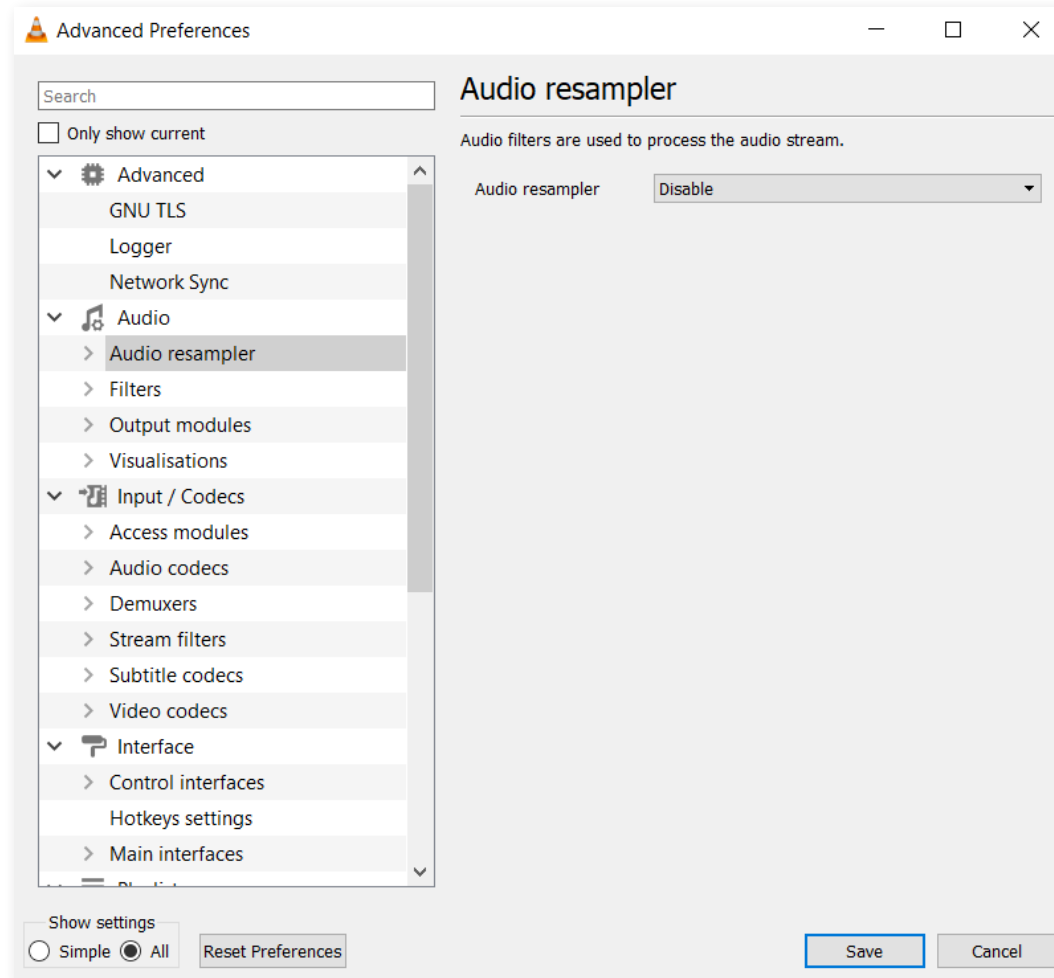 Advanced Preferences
Search
Only show current
Advanced
GNU TLS
Logger
Network Sync
Audio
Audio resampler
Filters
Output modules
Visualisations
Input / Codecs
Access modules
Audio codecs
Demuxers
Stream filters
Subtitle codecs
Video codecs
Interface
Control interfaces
Hotkeys settings
Main interfaces
Audio resampler
Audio filters are used to process the audio stream.
Audio resampler Disable
Show settings
Simple All
Reset Preferences
Save Cancel